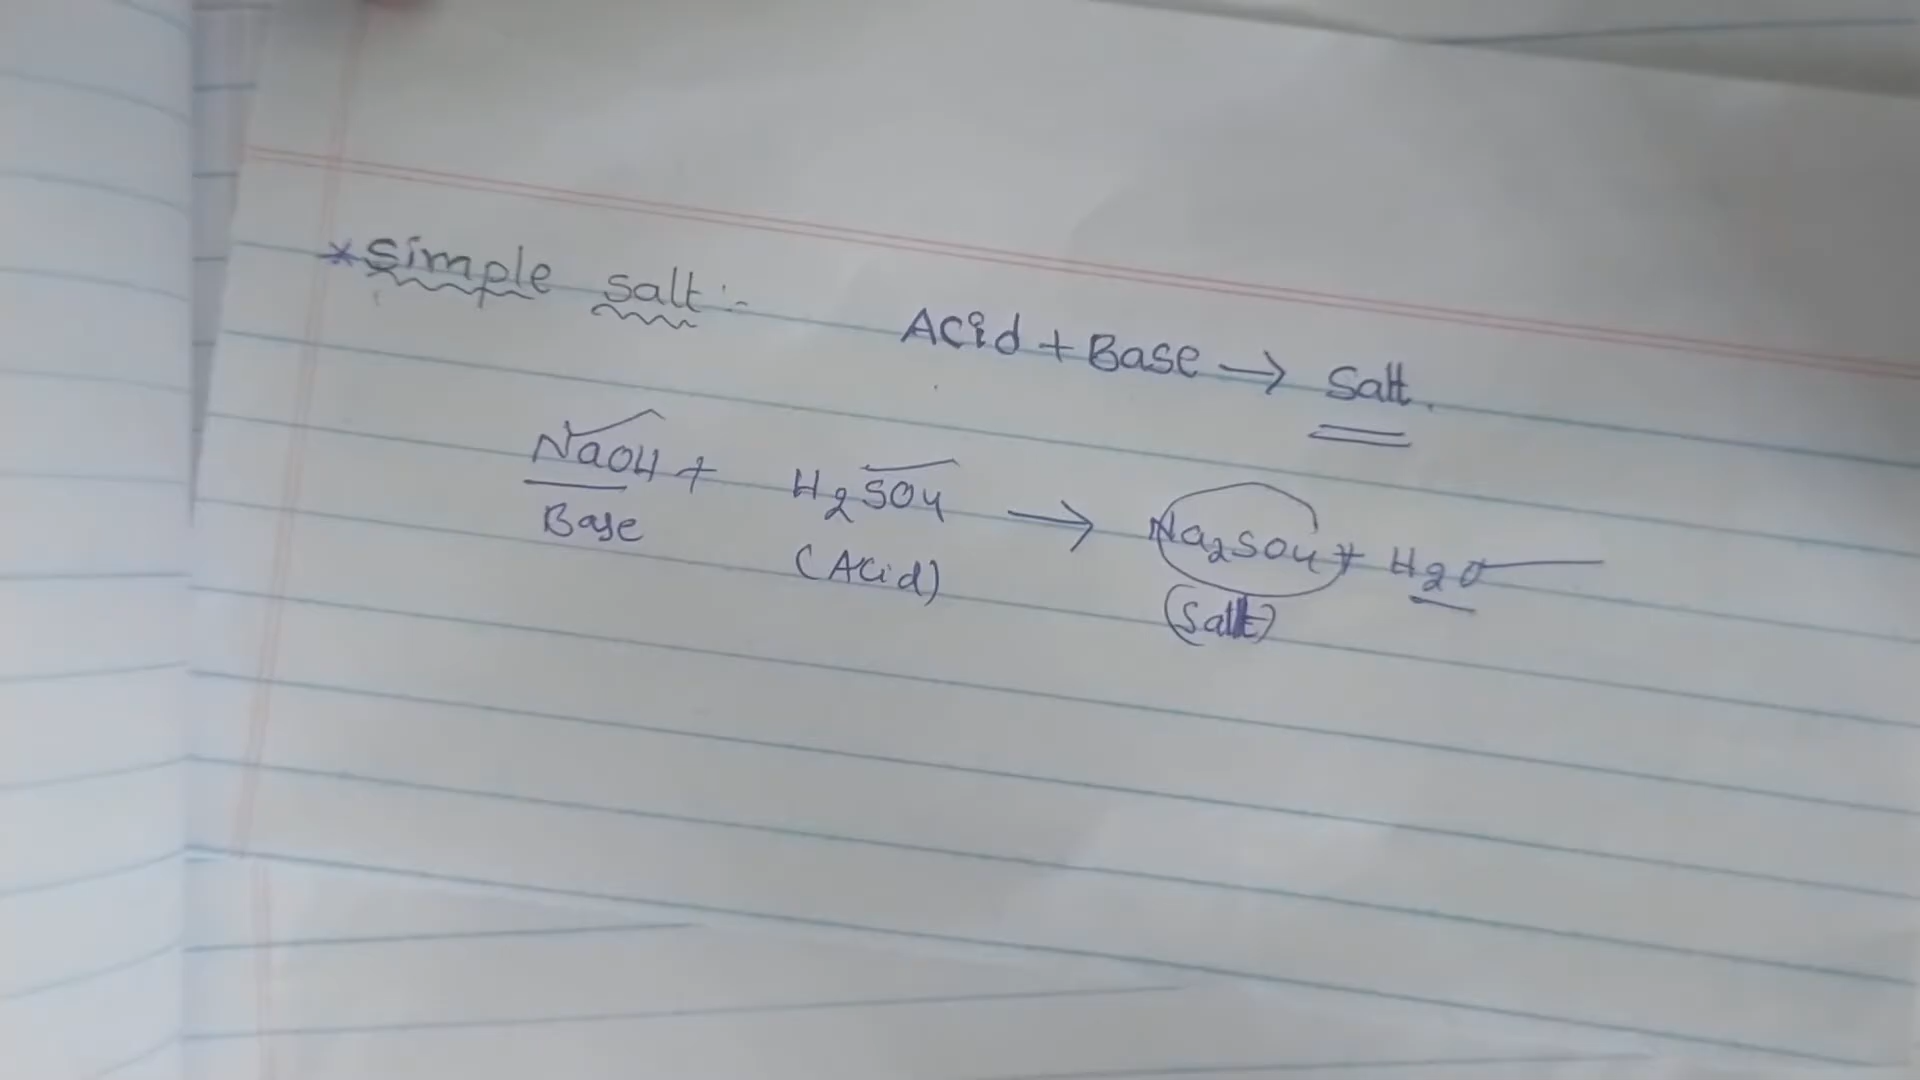 * Simple salt :-
Acid + Base → Salt.
NaOH + H2SO4 → Na2SO4 + H2O
Base (Acid) (Salt)